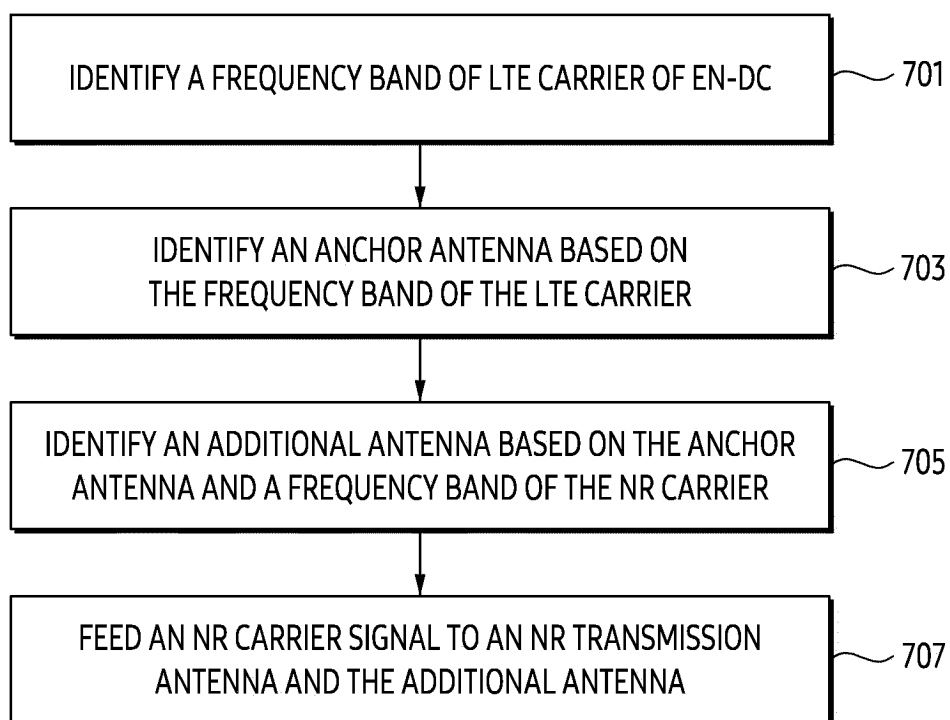 IDENTIFY A FREQUENCY BAND OF LTE CARRIER OF EN-DC
701
IDENTIFY AN ANCHOR ANTENNA BASED ON
THE FREQUENCY BAND OF THE LTE CARRIER
703
IDENTIFY AN ADDITIONAL ANTENNA BASED ON THE ANCHOR
ANTENNA AND A FREQUENCY BAND OF THE NR CARRIER
705
FEED AN NR CARRIER SIGNAL TO AN NR TRANSMISSION
ANTENNA AND THE ADDITIONAL ANTENNA
707